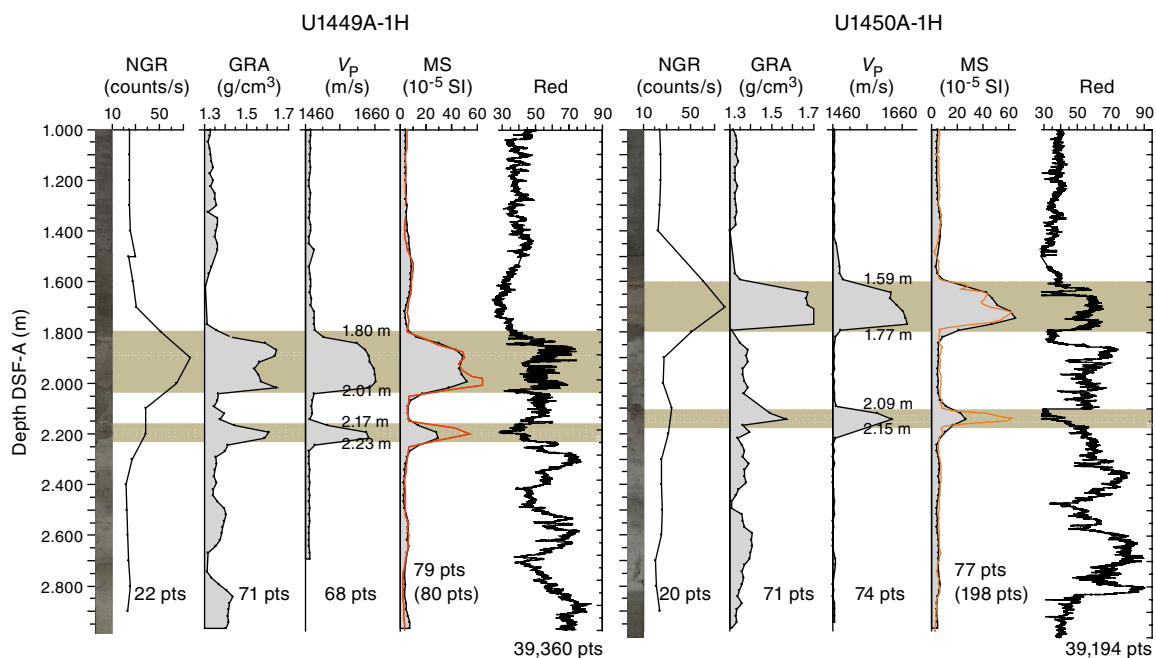 U1449A-1H U1450A-1H
NGR GRA VP MS Red NGR GRA VP MS Red
(counts/s) (g/cm3) (m/s) (10-5 SI) (counts/s) (g/cm3) (m/s) (10-5 SI)
10 50 1.3 1.5 1.7 1460 1660 0 20 40 60 30 50 70 90 10 50 1.3 1.5 1.7 1460 1660 0 20 40 60 30 50 70 90
1.000
1.200
1.400
1.600 1.59 m
1.800 1.80 m 1.77 m
2.000 2.01 m
2.17 m 2.09 m
2.200 2.23 m 2.15 m
2.400
2.600
2.800
Depth DSF-A (m)
79 pts 77 pts
22 pts 71 pts 68 pts (80 pts) 20 pts 71 pts 74 pts (198 pts)
39,360 pts 39,194 pts